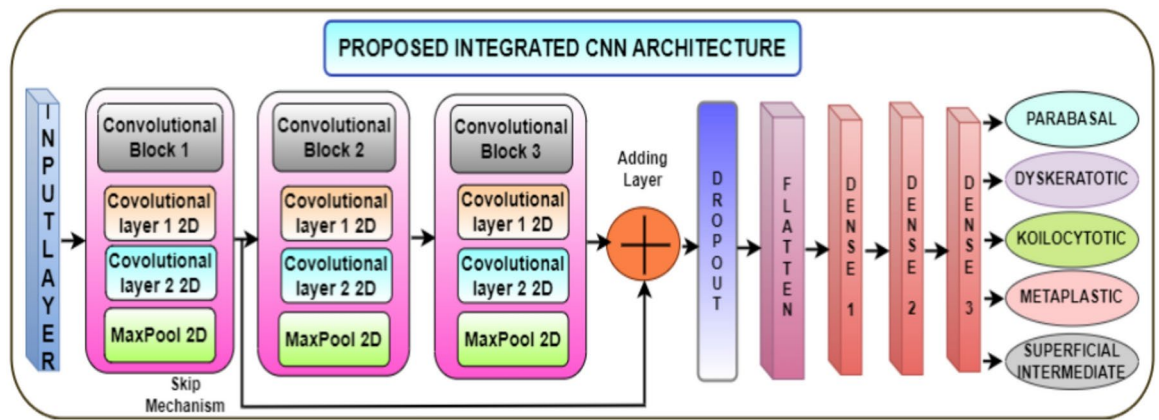 PROPOSED INTEGRATED CNN ARCHITECTURE
INPUT LAYER
Convolutional
Block 1
Covolutional
layer 1 2D
Covolutional
layer 2 2D
MaxPool 2D
Convolutional
Block 2
Covolutional
layer 1 2D
Covolutional
layer 2 2D
MaxPool 2D
Convolutional
Block 3
Covolutional
layer 1 2D
Covolutional
layer 2 2D
MaxPool 2D
Skip
Mechanism
Adding
Layer
DROPOUT
FLATTEN
DENSE 1
DENSE 2
DENSE 3
PARABASAL
DYSKERATOTIC
KOILOCYTOTIC
METAPLASTIC
SUPERFICIAL
INTERMEDIATE